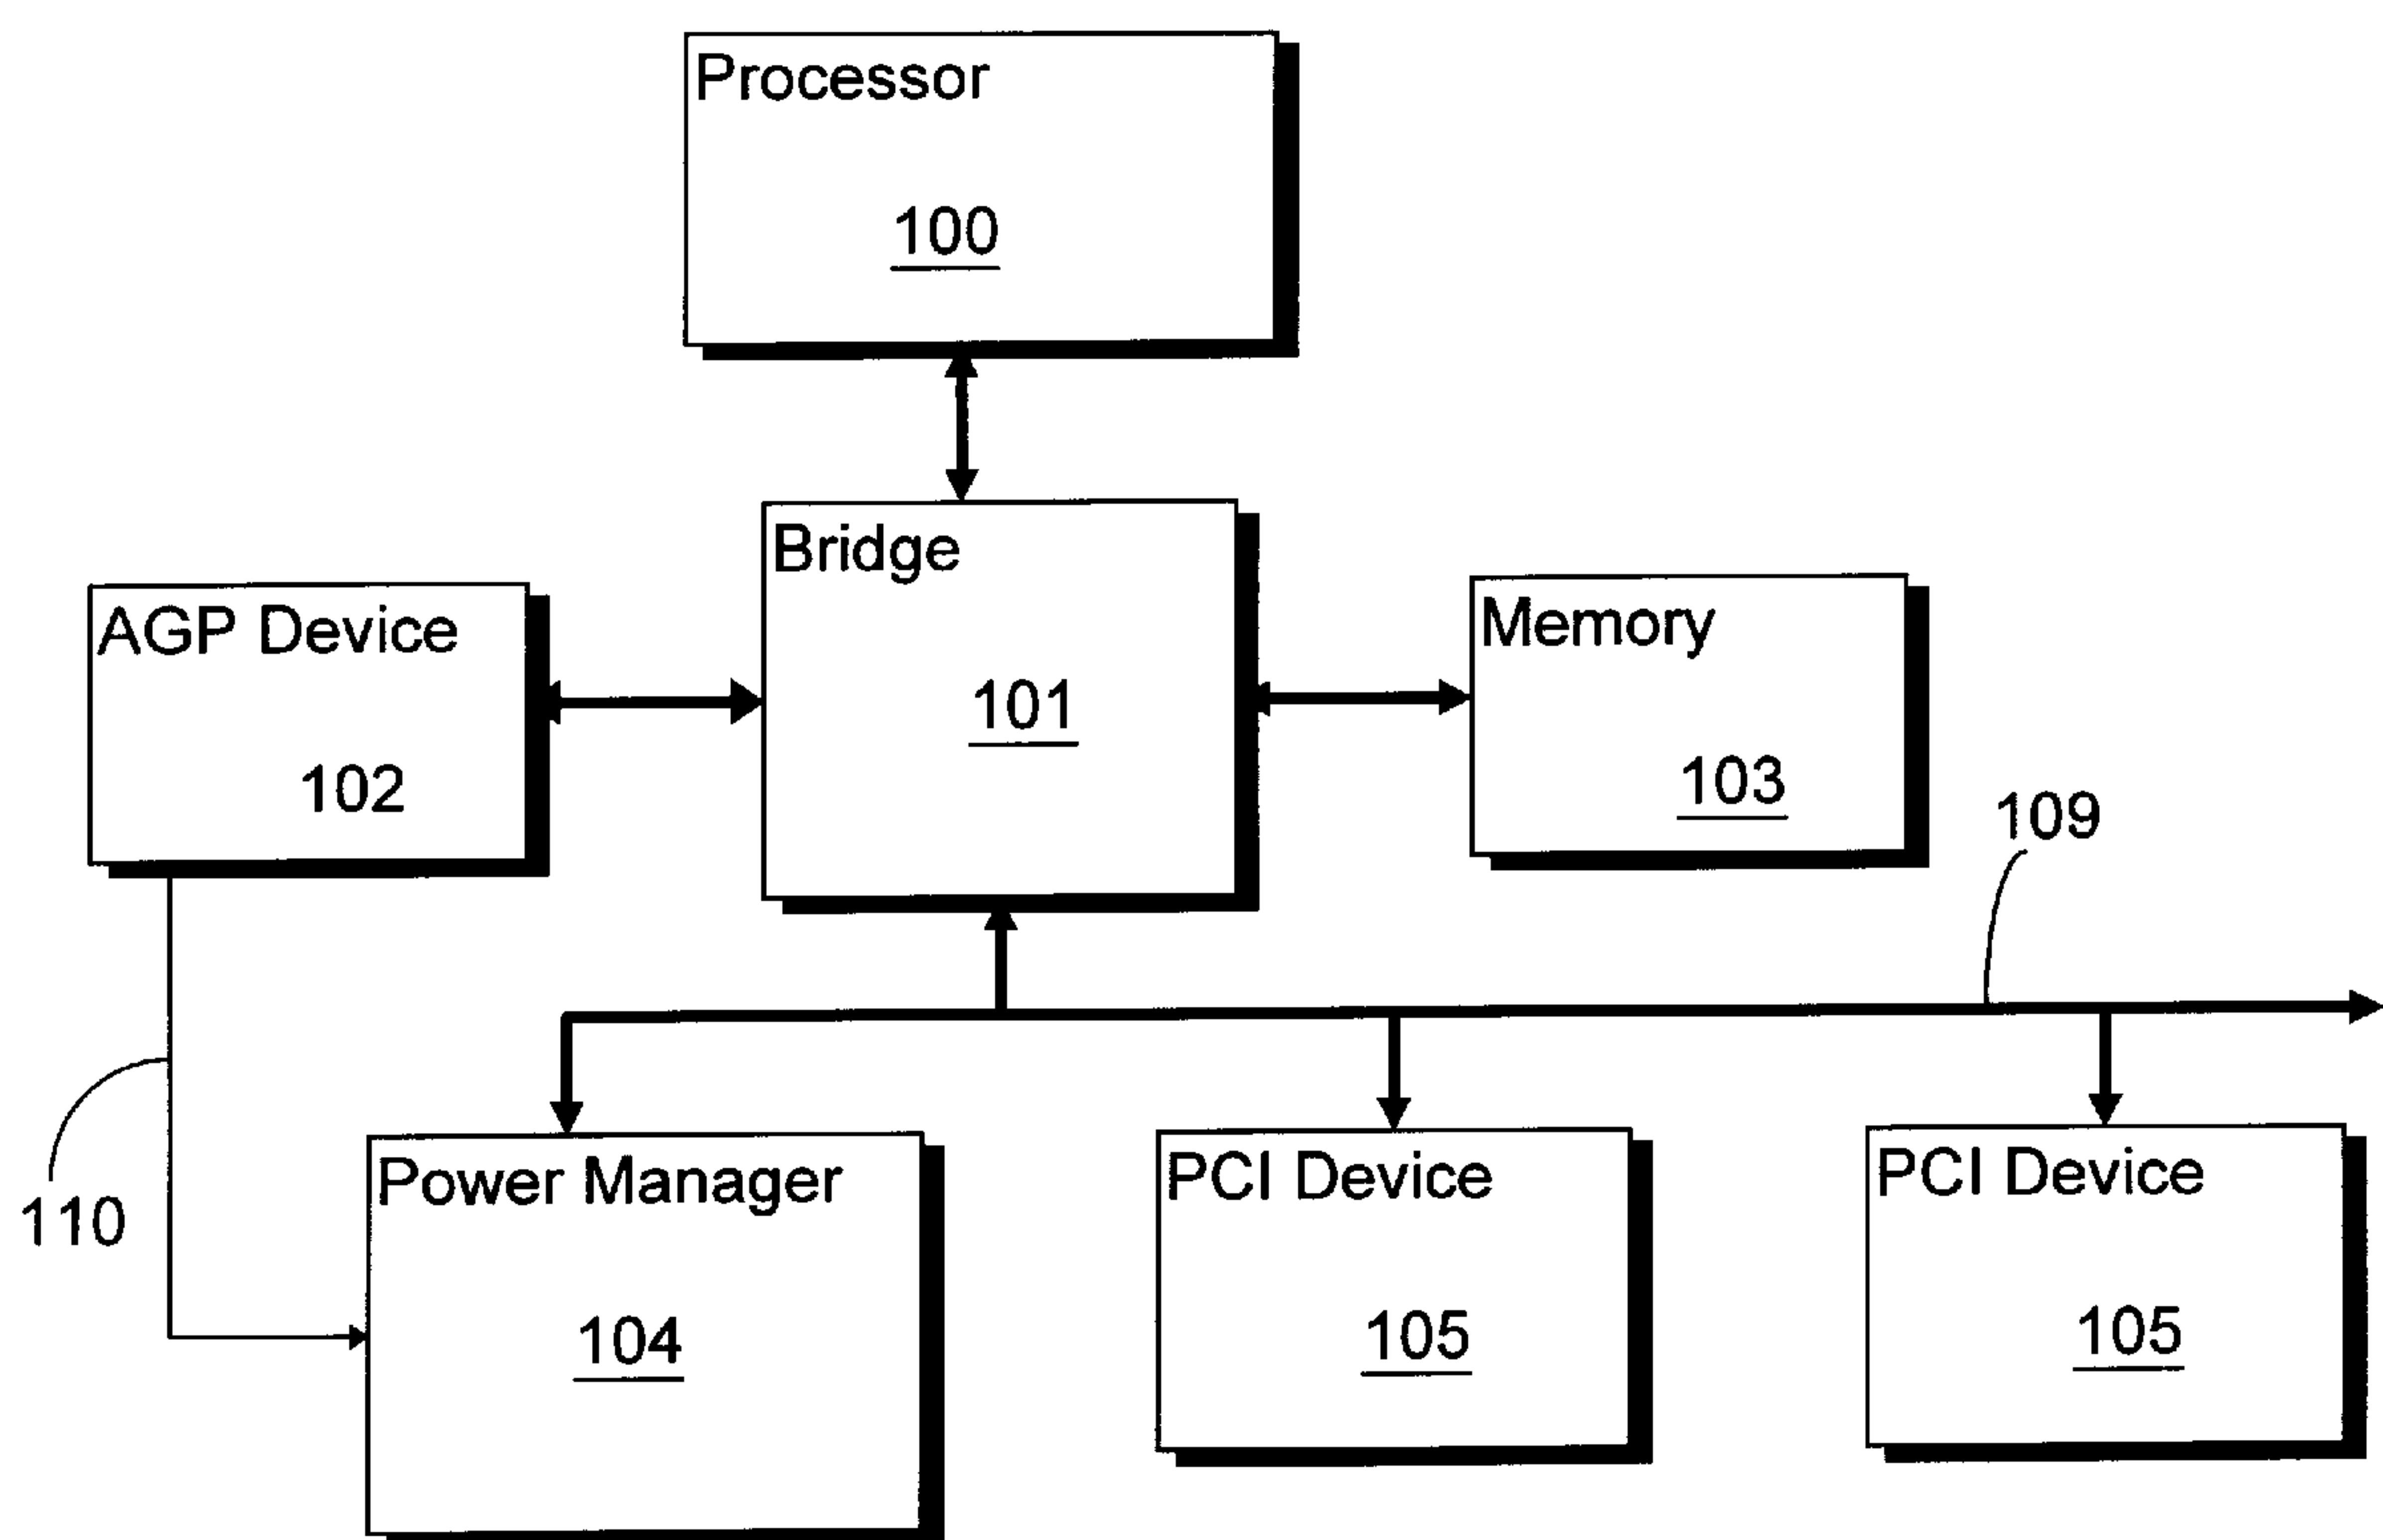 Processor
100
Bridge
101
AGP Device
102
Memory
103
109
110
Power Manager
104
PCI Device
105
PCI Device
105